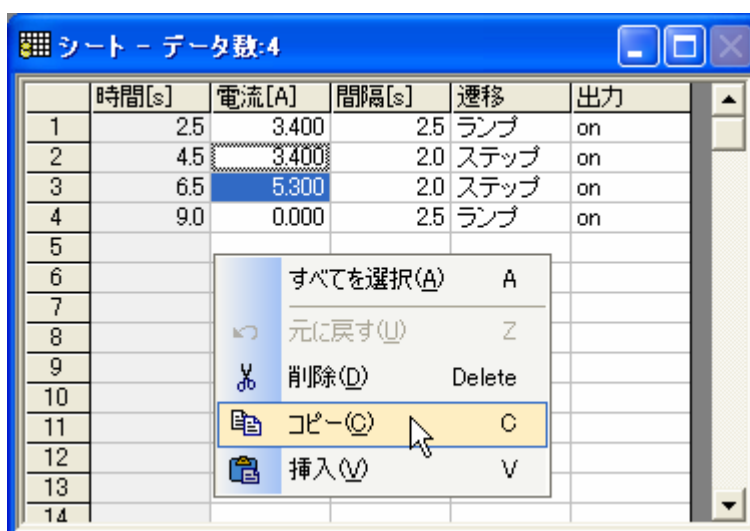 シート - データ数:4
時間[s] 電流[A] 間隔[s] 遷移 出力
1 2.5 3.400 2.5 ランプ on
2 4.5 3.400 2.0 ステップ on
3 6.5 5.300 2.0 ステップ on
4 9.0 0.000 2.5 ランプ on
5
6 すべてを選択(A) A
7
8 元に戻す(U) Z
9
10 削除(D) Delete
11 コピー(C) C
12
13 挿入(V) V
14